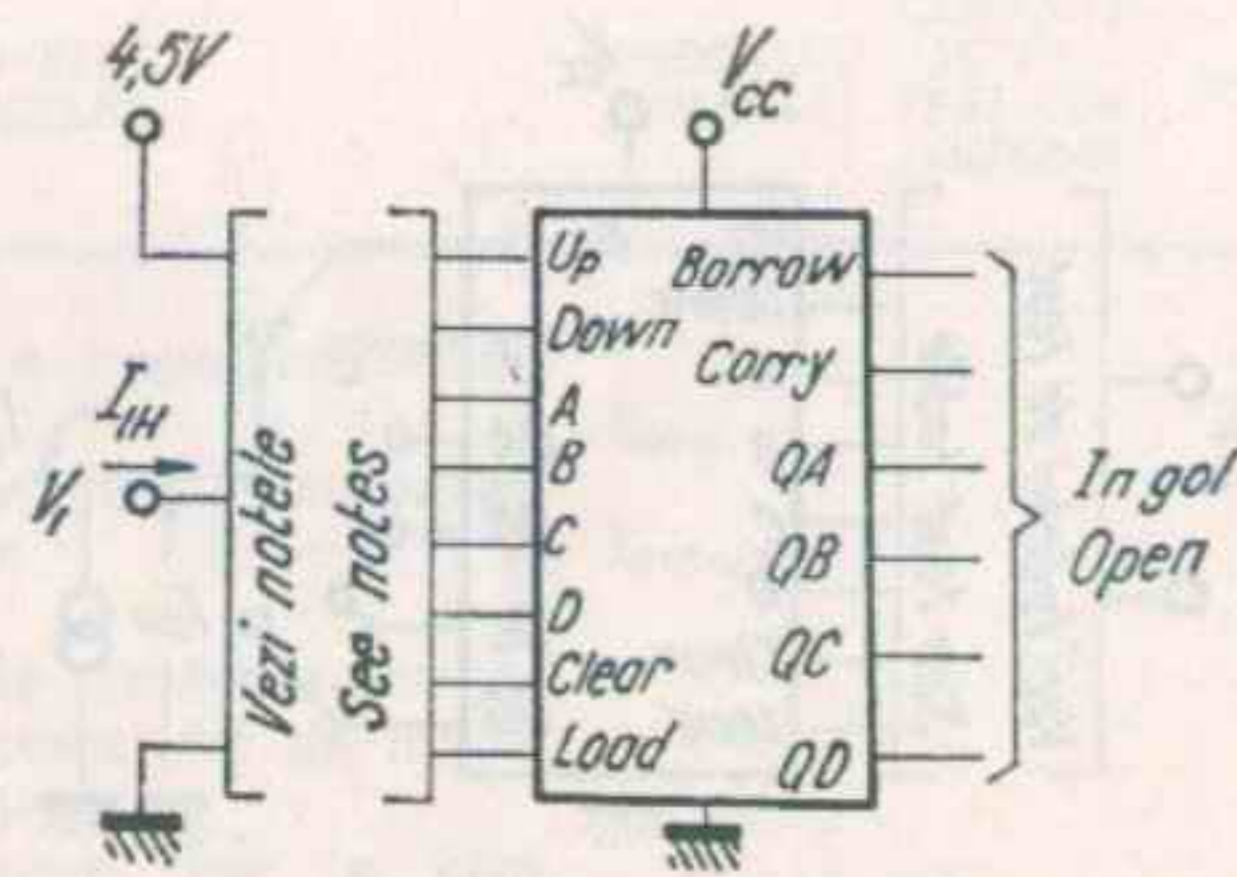 4,5V
V_CC
I_IH
V_I
Vezi notele
See notes
Up
Down
A
B
C
D
Clear
Load
Borrow
Corry
QA
QB
QC
QD
In gol
Open